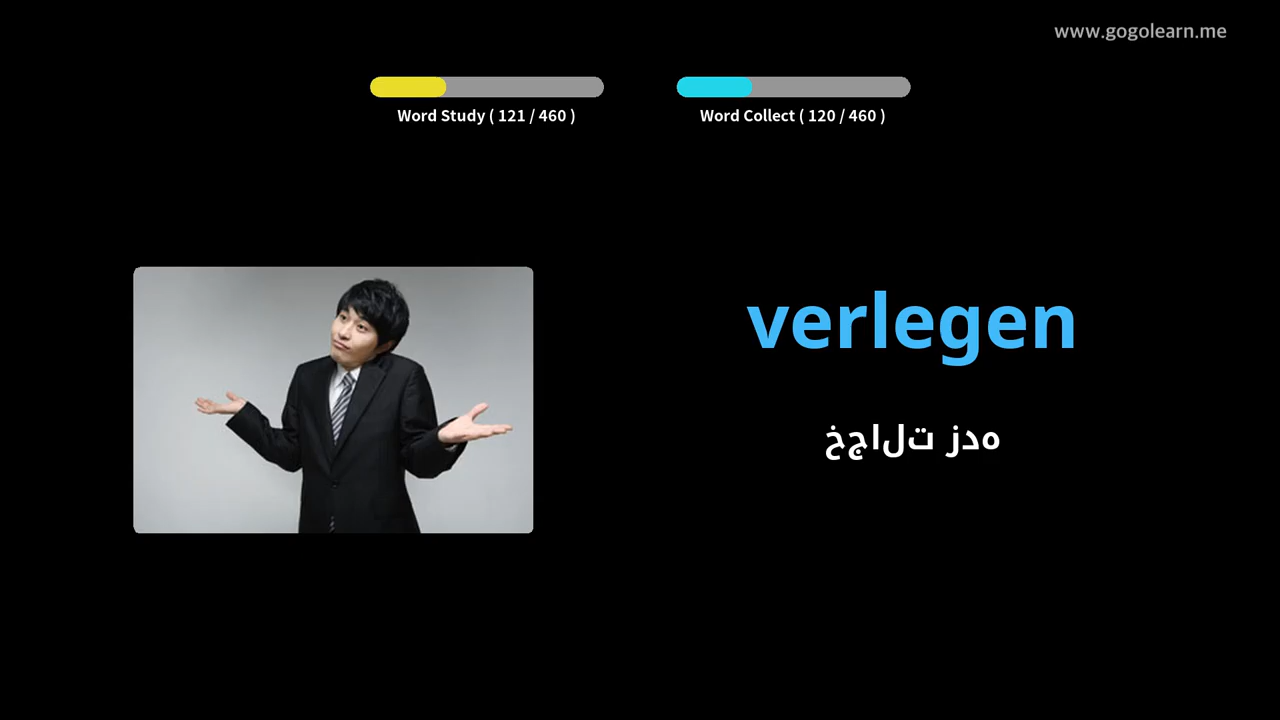 www.gogolearn.me
Word Study ( 121 / 460 )
Word Collect ( 120 / 460 )
verlegen
خجالت زده